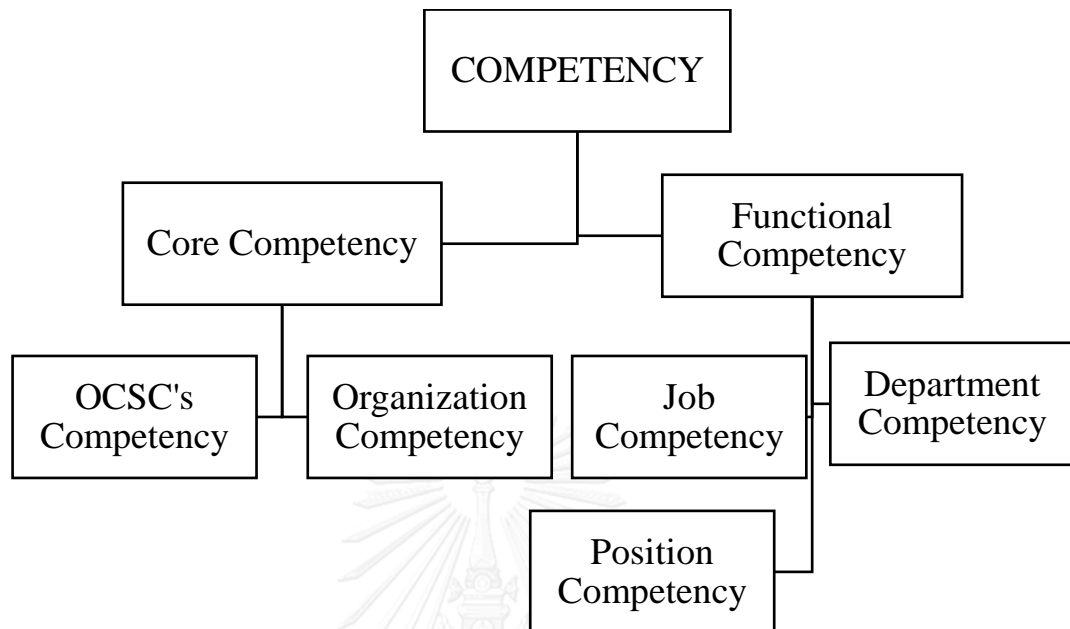 COMPETENCY
Core Competency
Functional
Competency
OCSC's
Competency
Organization
Competency
Job
Competency
Department
Competency
Position
Competency